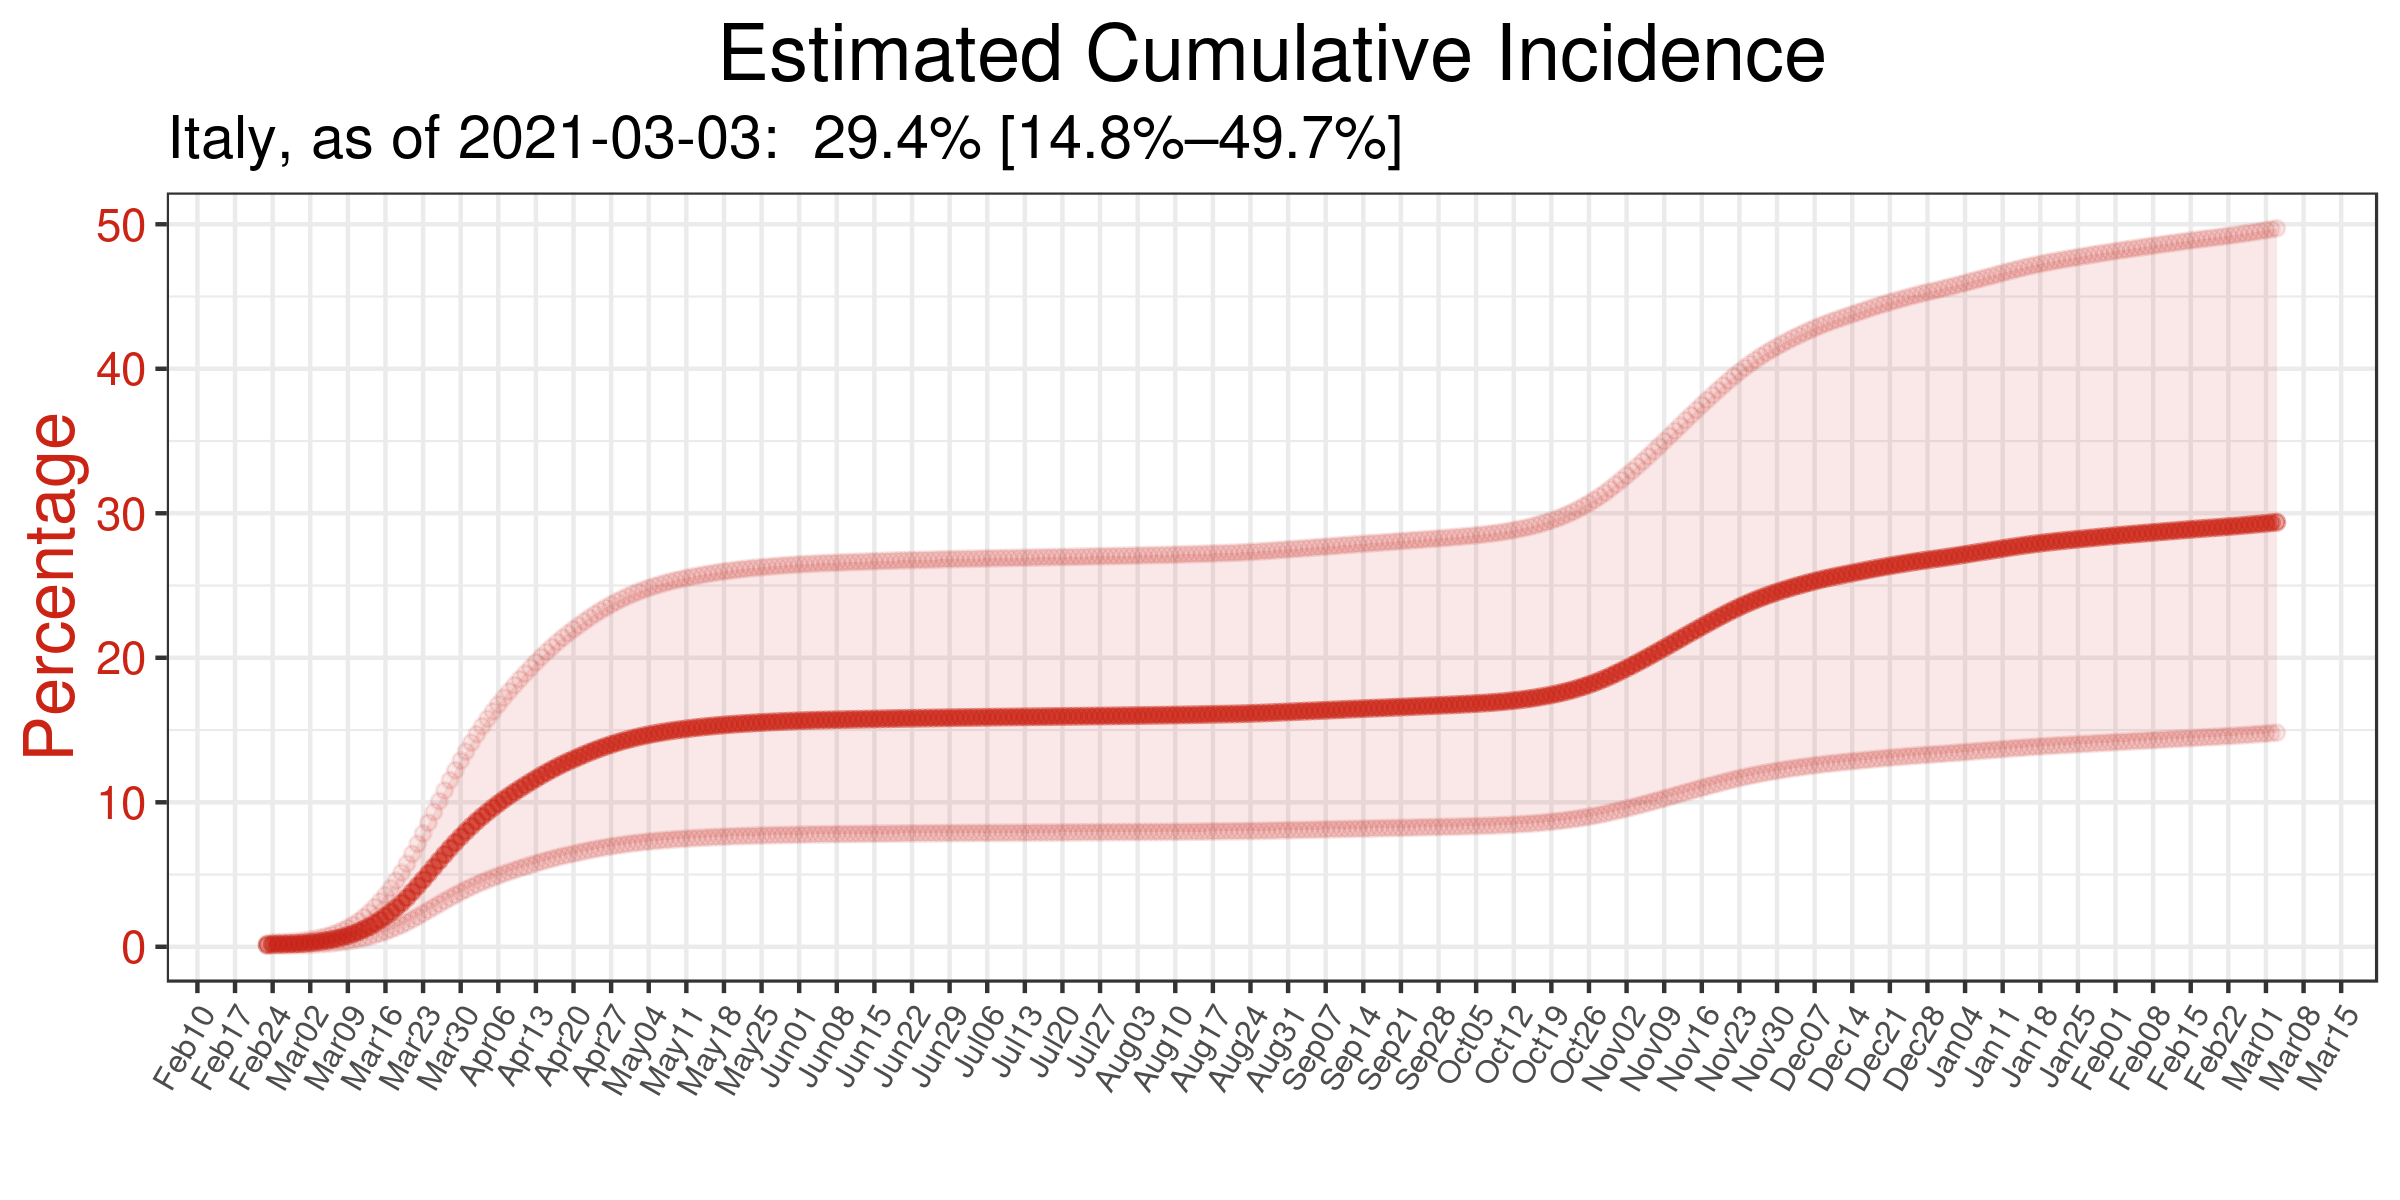 Estimated Cumulative Incidence
Italy, as of 2021-03-03:  29.4% [14.8%–49.7%]
Percentage
50
40
30
20
10
0
Feb10
Feb17
Feb24
Mar02
Mar09
Mar16
Mar23
Mar30
Apr06
Apr13
Apr20
Apr27
May04
May11
May18
May25
Jun01
Jun08
Jun15
Jun22
Jun29
Jul06
Jul13
Jul20
Jul27
Aug03
Aug10
Aug17
Aug24
Aug31
Sep07
Sep14
Sep21
Sep28
Oct05
Oct12
Oct19
Oct26
Nov02
Nov09
Nov16
Nov23
Nov30
Dec07
Dec14
Dec21
Dec28
Jan04
Jan11
Jan18
Jan25
Feb01
Feb08
Feb15
Feb22
Mar01
Mar08
Mar15